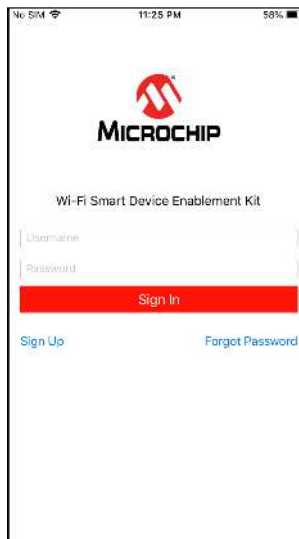 No SIM 11:25 PM 58%
MICROCHIP
Wi-Fi Smart Device Enablement Kit
Username
Password
Sign In
Sign Up Forgot Password